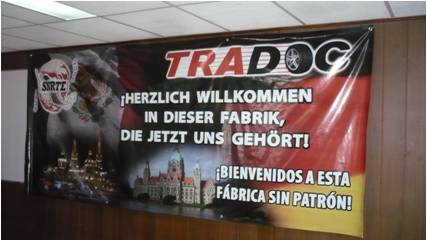 SNRTE
TRADOC
¡HERZLICH WILLKOMMEN
IN DIESER FABRIK,
DIE JETZT UNS GEHÖRT!
¡BIENVENIDOS A ESTA
FÁBRICA SIN PATRÓN!